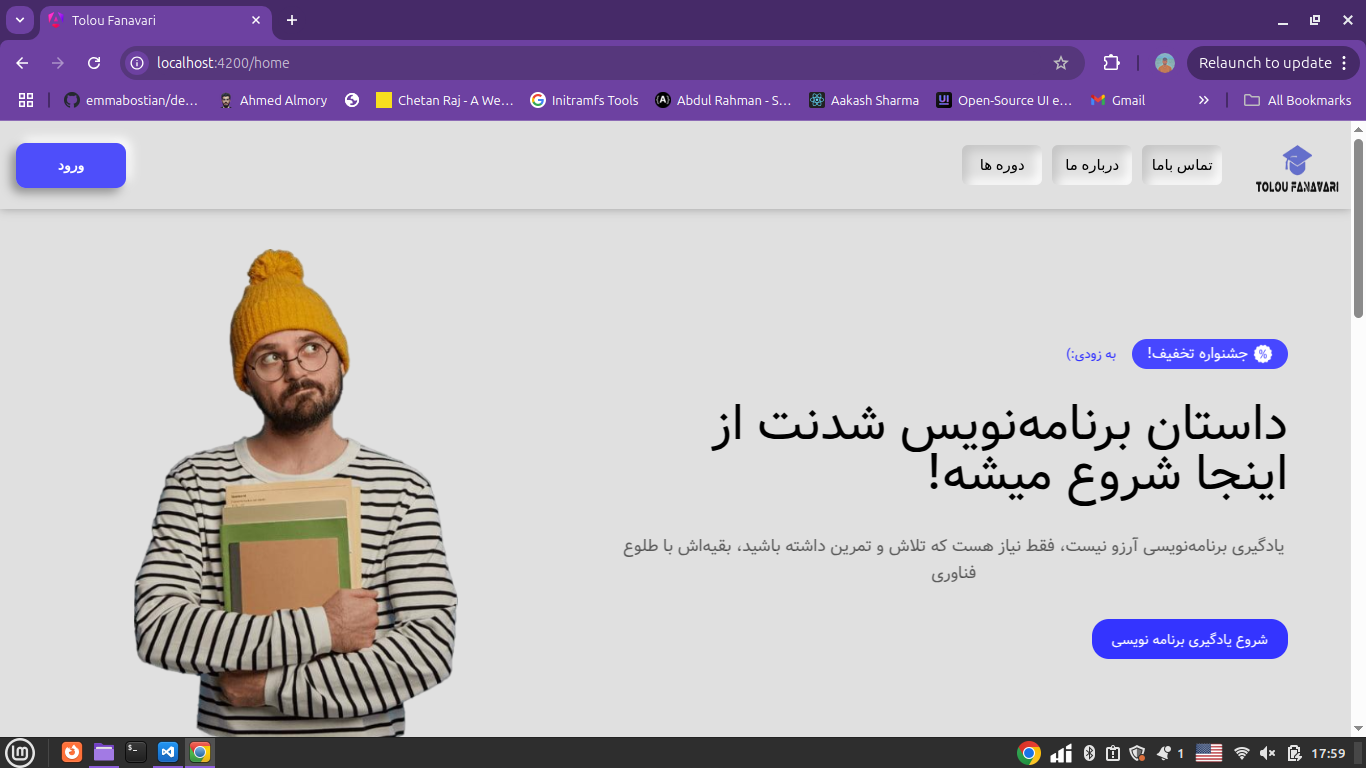 Tolou Fanavari
localhost:4200/home
Relaunch to update
emmabostian/de...
Ahmed Almory
Chetan Raj - A We...
Initramfs Tools
Abdul Rahman - S...
Aakash Sharma
Open-Source UI e...
Gmail
All Bookmarks
TOLOU FANAVARI
تماس باما
درباره ما
دوره ها
ورود
جشنواره تخفیف!
به زودی:)
داستان برنامه‌نویس شدنت از
اینجا شروع میشه!
یادگیری برنامه‌نویسی آرزو نیست، فقط نیاز هست که تلاش و تمرین داشته باشید، بقیه‌اش با طلوع
فناوری
شروع یادگیری برنامه نویسی
1
17:59